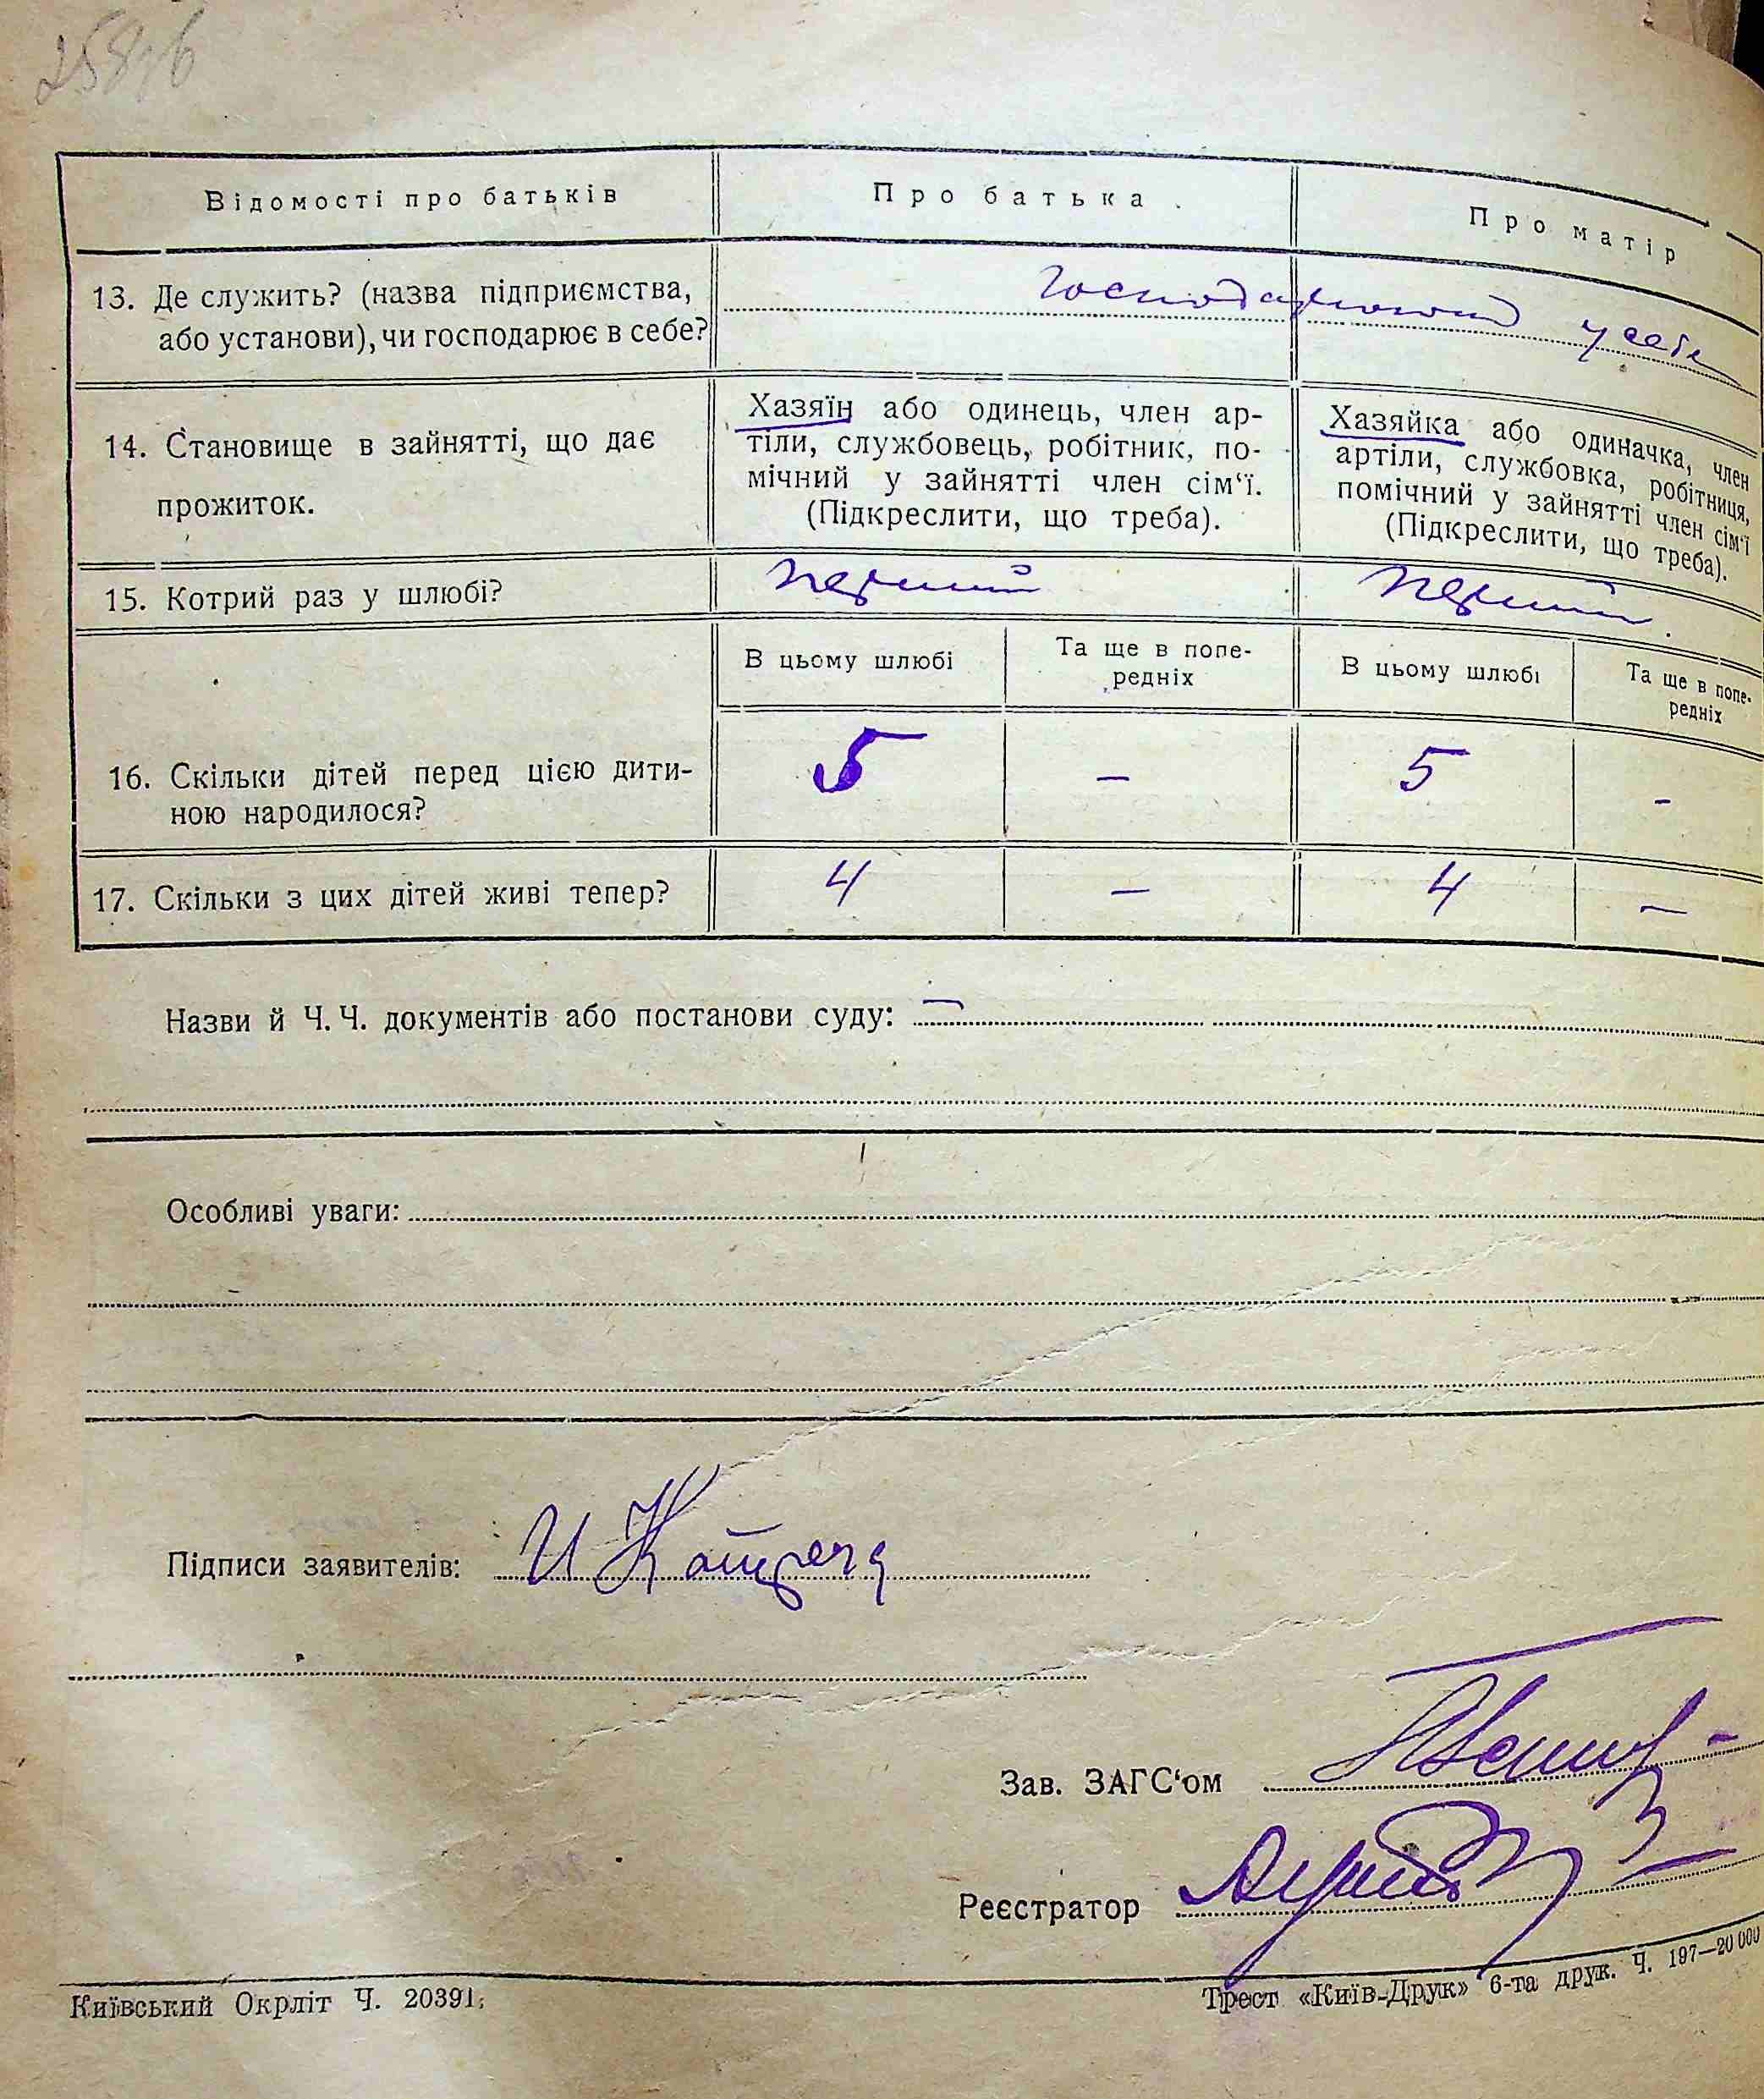 Відомості про батьків
Про батька
Про матір
13. Де служить? (назва підприємства,
або установи), чи господарює в себе?
у себе
14. Становище в зайнятті, що дає
прожиток.
Хазяїн або одинець, член ар-
тіли, службовець, робітник, по-
мічний у зайнятті член сім‘ї.
(Підкреслити, що треба).
Хазяйка або одиначка, член
артіли, службовка, робітниця,
помічний у зайнятті член сім‘ї
(Підкреслити, що треба).
15. Котрий раз у шлюбі?
перший
перший
В цьому шлюбі
Та ще в попе-
редніх
В цьому шлюбі
Та ще в попе-
редніх
16. Скільки дітей перед цією дити-
ною народилося?
5
–
5
-
17. Скільки з цих дітей живі тепер?
4
—
4
—
Назви й Ч. Ч. документів або постанови суду: —
Особливі уваги:
Підписи заявителів: И
Зав. ЗАГС‘ом
Реєстратор
Київський Окрліт Ч. 20391.
Трест «Київ-Друк» 6-та друк. Ч. 197—20 000